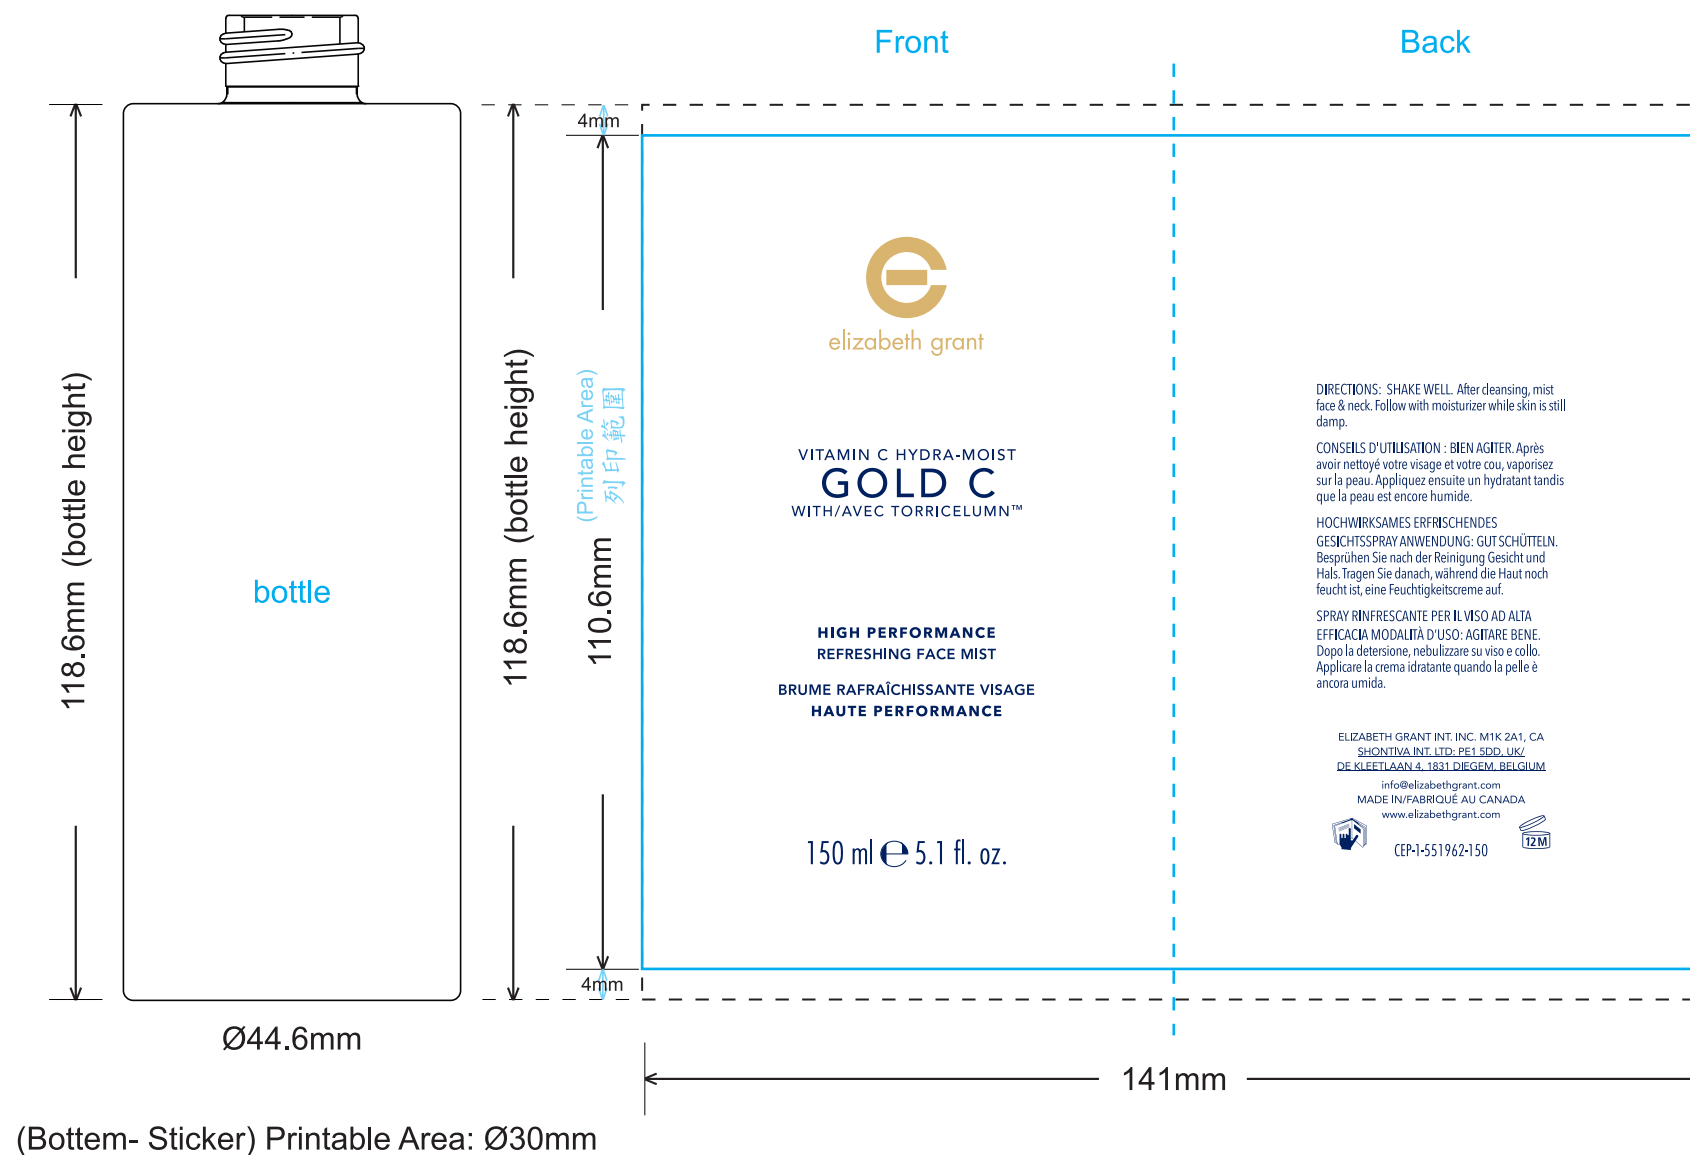 Front
Back
4mm
118.6mm (bottle height)
bottle
118.6mm (bottle height)
110.6mm (Printable Area)
列印範圍
4mm
Ø44.6mm
(Bottem- Sticker) Printable Area: Ø30mm
elizabeth grant
VITAMIN C HYDRA-MOIST
GOLD C
WITH/AVEC TORRICELUMN™
HIGH PERFORMANCE
REFRESHING FACE MIST
BRUME RAFRAÎCHISSANTE VISAGE
HAUTE PERFORMANCE
150 ml ℮ 5.1 fl. oz.
DIRECTIONS: SHAKE WELL. After cleansing, mist
face & neck. Follow with moisturizer while skin is still
damp.
CONSEILS D'UTILISATION : BIEN AGITER. Après
avoir nettoyé votre visage et votre cou, vaporisez
sur la peau. Appliquez ensuite un hydratant tandis
que la peau est encore humide.
HOCHWIRKSAMES ERFRISCHENDES
GESICHTSSPRAY ANWENDUNG: GUT SCHÜTTELN.
Besprühen Sie nach der Reinigung Gesicht und
Hals. Tragen Sie danach, während die Haut noch
feucht ist, eine Feuchtigkeitscreme auf.
SPRAY RINFRESCANTE PER IL VISO AD ALTA
EFFICACIA MODALITÀ D'USO: AGITARE BENE.
Dopo la detersione, nebulizzare su viso e collo.
Applicare la crema idratante quando la pelle è
ancora umida.
ELIZABETH GRANT INT. INC. M1K 2A1, CA
SHONTIVA INT. LTD: PE1 5DD, UK/
DE KLEETLAAN 4, 1831 DIEGEM, BELGIUM
info@elizabethgrant.com
MADE IN/FABRIQUÉ AU CANADA
www.elizabethgrant.com
12M
CEP-1-551962-150
141mm